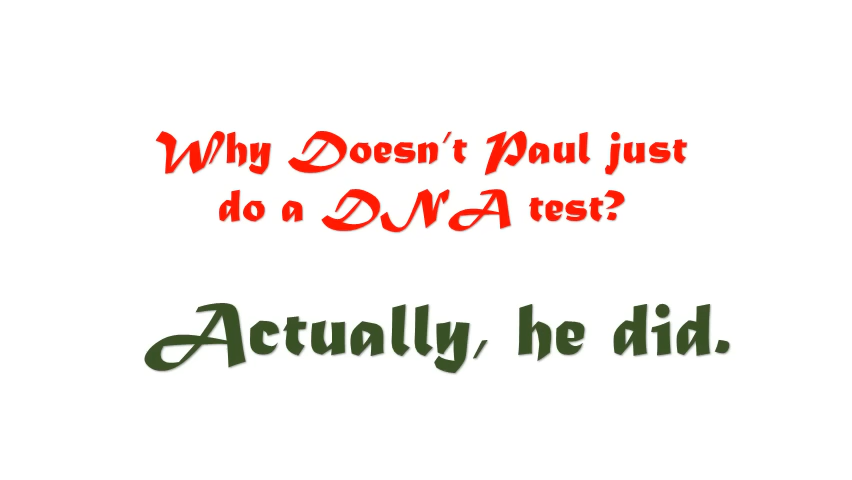 Why Doesn't Paul just
do a DNA test?
Actually, he did.